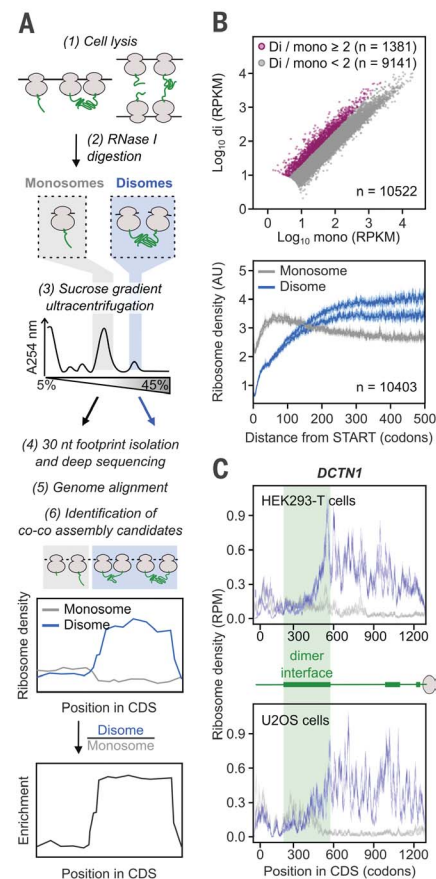 A
(1) Cell lysis
(2) RNase I
digestion
Monosomes
Disomes
(3) Sucrose gradient
ultracentrifugation
A254 nm
5%
45%
(4) 30 nt footprint isolation
and deep sequencing
(5) Genome alignment
(6) Identification of
co-co assembly candidates
Ribosome density
Monosome
Disome
Position in CDS
Disome
Monosome
Enrichment
Position in CDS
B
Log10 di (RPKM)
4
3
2
1
0
Di / mono ≥ 2 (n = 1381)
Di / mono < 2 (n = 9141)
n = 10522
0 1 2 3 4
Log10 mono (RPKM)
Ribosome density (AU)
5
4
3
2
1
Monosome
Disome
n = 10403
0 100 200 300 400 500
Distance from START (codons)
C
DCTN1
Ribosome density (RPM)
HEK293-T cells
0.9
0.6
0.3
0.0
0 300 600 900 1200
dimer
interface
U2OS cells
0.9
0.6
0.3
0.0
0 300 600 900 1200
Position in CDS (codons)